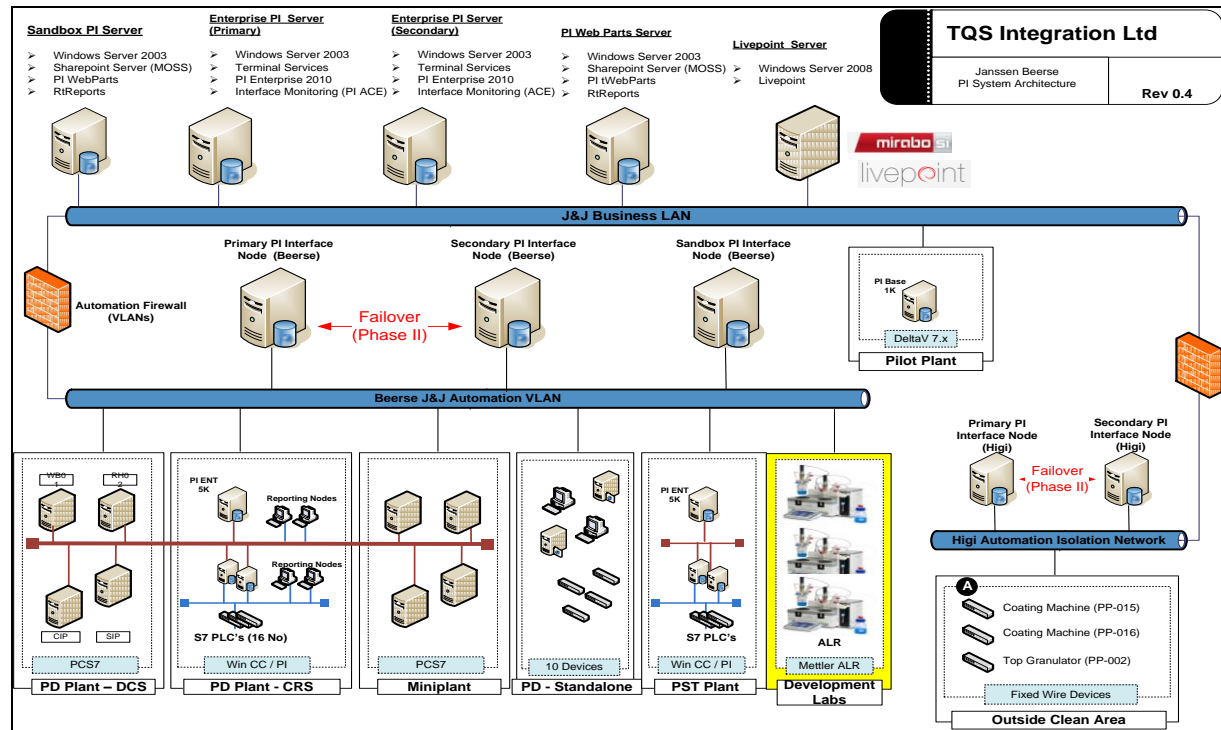 Sandbox PI Server
➢ Windows Server 2003
➢ Sharepoint Server (MOSS)
➢ PI WebParts
➢ RtReports
Enterprise PI Server
(Primary)
➢ Windows Server 2003
➢ Terminal Services
➢ PI Enterprise 2010
➢ Interface Monitoring (PI ACE)
Enterprise PI Server
(Secondary)
➢ Windows Server 2003
➢ Terminal Services
➢ PI Enterprise 2010
➢ Interface Monitoring (ACE)
PI Web Parts Server
➢ Windows Server 2003
➢ Sharepoint Server (MOSS)
➢ PI tWebParts
➢ RtReports
Livepoint Server
➢ Windows Server 2008
➢ Livepoint
TQS Integration Ltd
Janssen Beerse
PI System Architecture
Rev 0.4
mirabo si
livepoint
J&J Business LAN
Primary PI Interface
Node (Beerse)
Secondary PI Interface
Node (Beerse)
Sandbox PI Interface
Node (Beerse)
Automation Firewall
(VLANs)
Failover
(Phase II)
PI Base
1K
DeltaV 7.x
Pilot Plant
Beerse J&J Automation VLAN
Primary PI
Interface Node
(Higi)
Secondary PI
Interface Node
(Higi)
Failover
(Phase II)
Higi Automation Isolation Network
WB0
1
RH0
2
CIP
SIP
PCS7
PD Plant – DCS
PI ENT
5K
Reporting Nodes
Reporting Nodes
S7 PLC's (16 No)
Win CC / PI
PD Plant - CRS
PCS7
Miniplant
10 Devices
PD - Standalone
PI ENT
5K
S7 PLC's
Win CC / PI
PST Plant
ALR
Mettler ALR
Development
Labs
A
Coating Machine (PP-015)
Coating Machine (PP-016)
Top Granulator (PP-002)
Fixed Wire Devices
Outside Clean Area